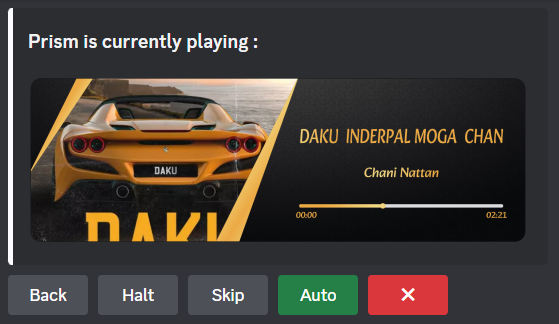 Prism is currently playing :
DAKU INDERPAL MOGA CHAN
DAKU
Chani Nattan
DAKU
00:00 02:21
Back Halt Skip Auto ✕